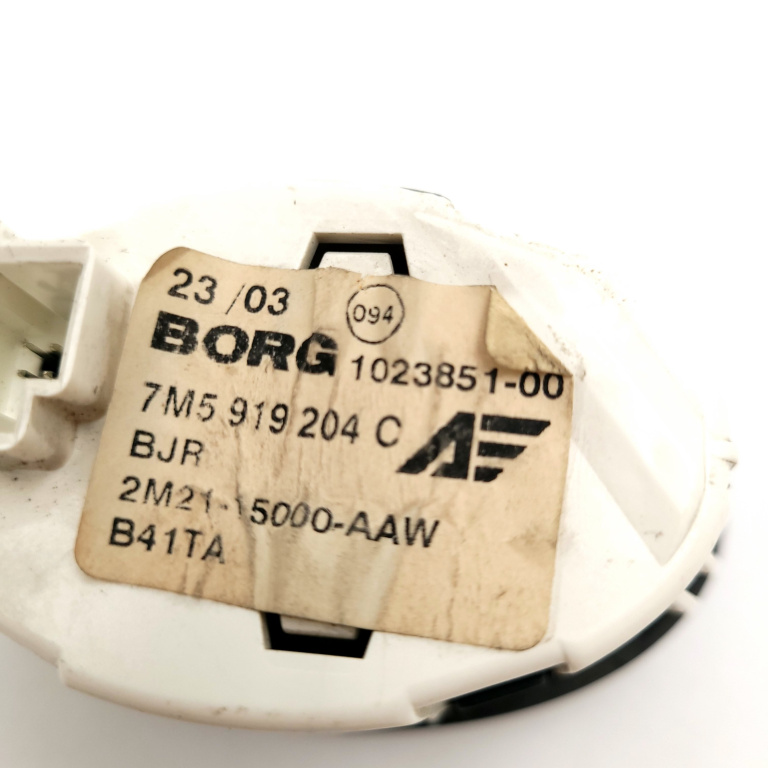 23/03 094
BORG 1023851-00
7M5 919 204 C
BJR
2M21-15000-AAW
B41TA